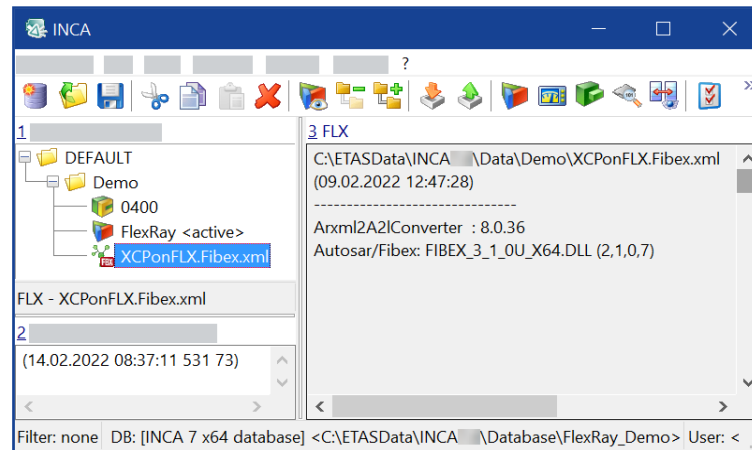 INCA
?
1
DEFAULT
Demo
0400
FlexRay <active>
XCPonFLX.Fibex.xml
FLX - XCPonFLX.Fibex.xml
2
(14.02.2022 08:37:11 531 73)
3 FLX
C:\ETASData\INCA \Data\Demo\XCPonFLX.Fibex.xml
(09.02.2022 12:47:28)
-------------------------------
Arxml2A2lConverter : 8.0.36
Autosar/Fibex: FIBEX_3_1_0U_X64.DLL (2,1,0,7)
Filter: none DB: [INCA 7 x64 database] <C:\ETASData\INCA \Database\FlexRay_Demo> User: <